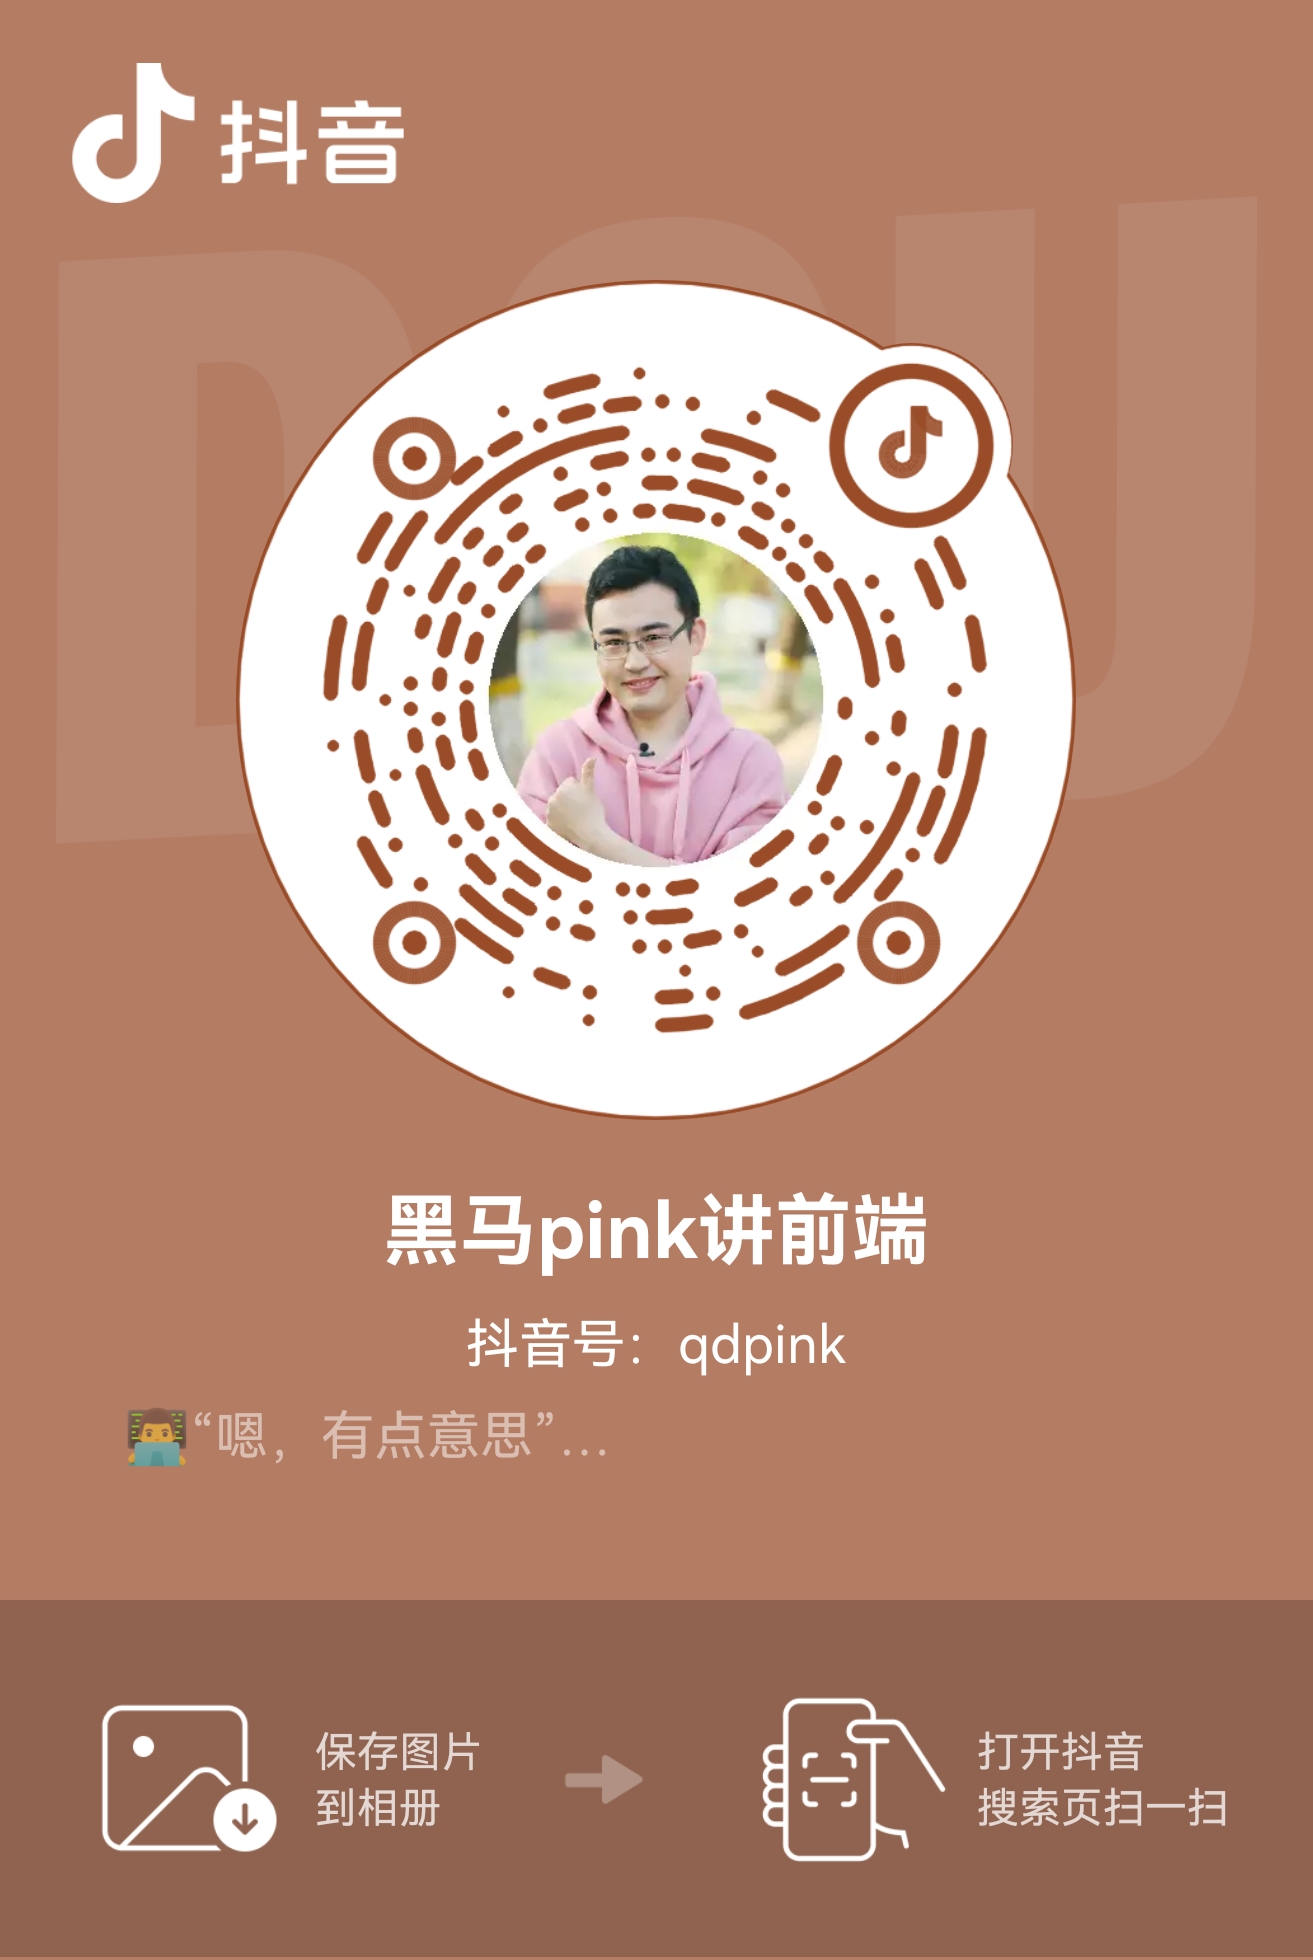 抖音
DOU
黑马pink讲前端
抖音号：qdpink
👨‍💻“嗯，有点意思”...
保存图片
到相册
打开抖音
搜索页扫一扫